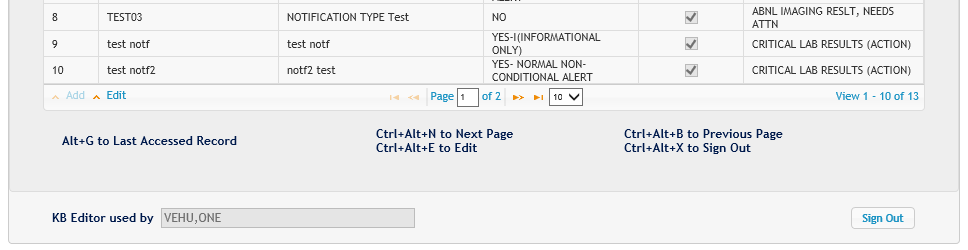 ALERT
8 TEST03 NOTIFICATION TYPE Test NO ABNL IMAGING RESLT, NEEDS
ATTN
9 test notf test notf YES-I(INFORMATIONAL
ONLY) CRITICAL LAB RESULTS (ACTION)
10 test notf2 notf2 test YES- NORMAL NON-
CONDITIONAL ALERT CRITICAL LAB RESULTS (ACTION)
Add Edit Page 1 of 2 10 View 1 - 10 of 13
Alt+G to Last Accessed Record
Ctrl+Alt+N to Next Page
Ctrl+Alt+E to Edit
Ctrl+Alt+B to Previous Page
Ctrl+Alt+X to Sign Out
KB Editor used by VEHU,ONE Sign Out